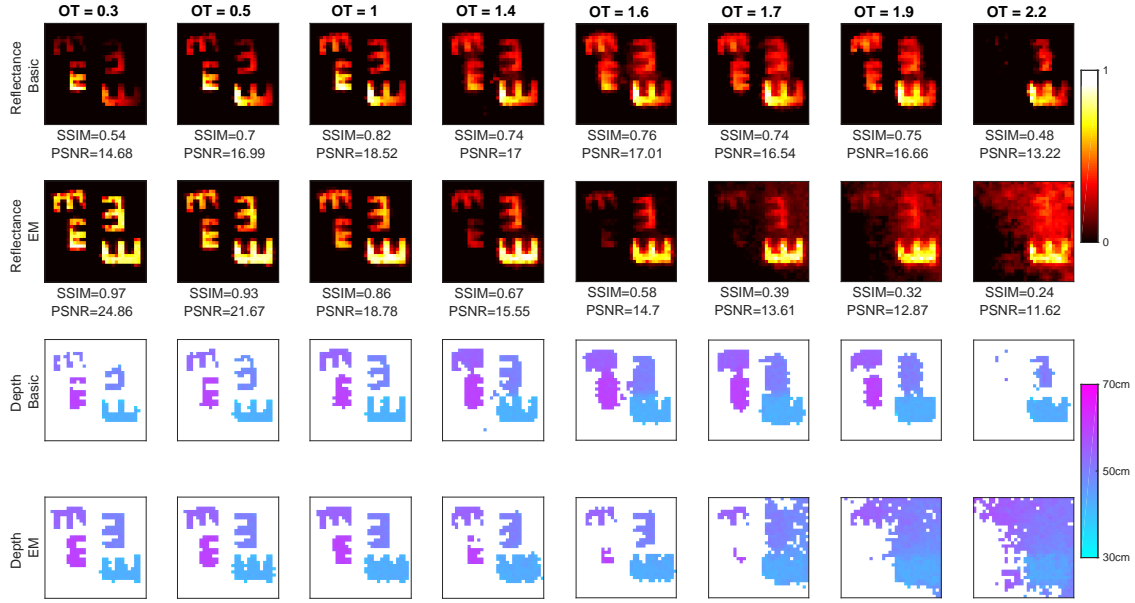 OT = 0.3 OT = 0.5 OT = 1 OT = 1.4 OT = 1.6 OT = 1.7 OT = 1.9 OT = 2.2
Reflectance
Basic
1
0
SSIM=0.54 SSIM=0.7 SSIM=0.82 SSIM=0.74 SSIM=0.76 SSIM=0.74 SSIM=0.75 SSIM=0.48
PSNR=14.68 PSNR=16.99 PSNR=18.52 PSNR=17 PSNR=17.01 PSNR=16.54 PSNR=16.66 PSNR=13.22
Reflectance
EM
SSIM=0.97 SSIM=0.93 SSIM=0.86 SSIM=0.67 SSIM=0.58 SSIM=0.39 SSIM=0.32 SSIM=0.24
PSNR=24.86 PSNR=21.67 PSNR=18.78 PSNR=15.55 PSNR=14.7 PSNR=13.61 PSNR=12.87 PSNR=11.62
Depth
Basic
70cm
50cm
30cm
Depth
EM